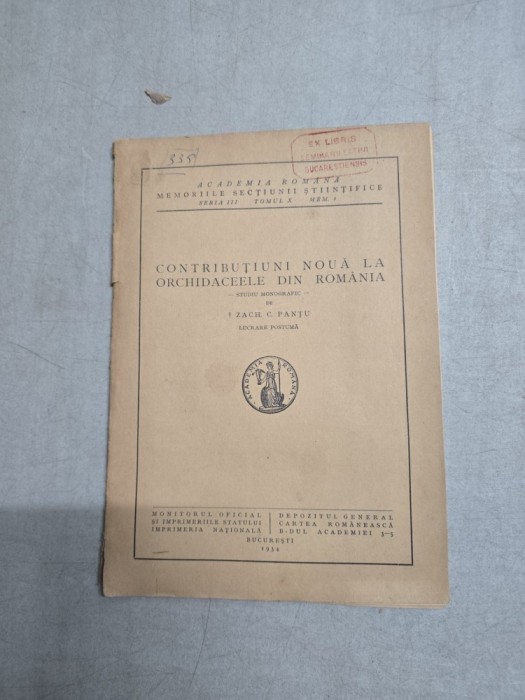 335
EX LIBRIS
BUCARESTIENSIS
ACADEMIA ROMÂNĂ
MEMORIILE SECȚIUNII ȘTIINȚIFICE
SERIA III TOMUL X MEM.
CONTRIBUȚIUNI NOUĂ LA
ORCHIDACEELE DIN ROMÂNIA
— STUDIU MONOGRAFIC —
DE
† ZACH. C. PANȚU
LUCRARE POSTUMĂ
ACADEMIA ROMANA
MONITORUL OFICIAL
ȘI IMPRIMERIILE STATULUI
IMPRIMERIA NAȚIONALĂ
DEPOZITUL GENERAL
CARTEA ROMÂNEASCĂ
B-DUL ACADEMIEI 3—5
BUCUREȘTI
1934